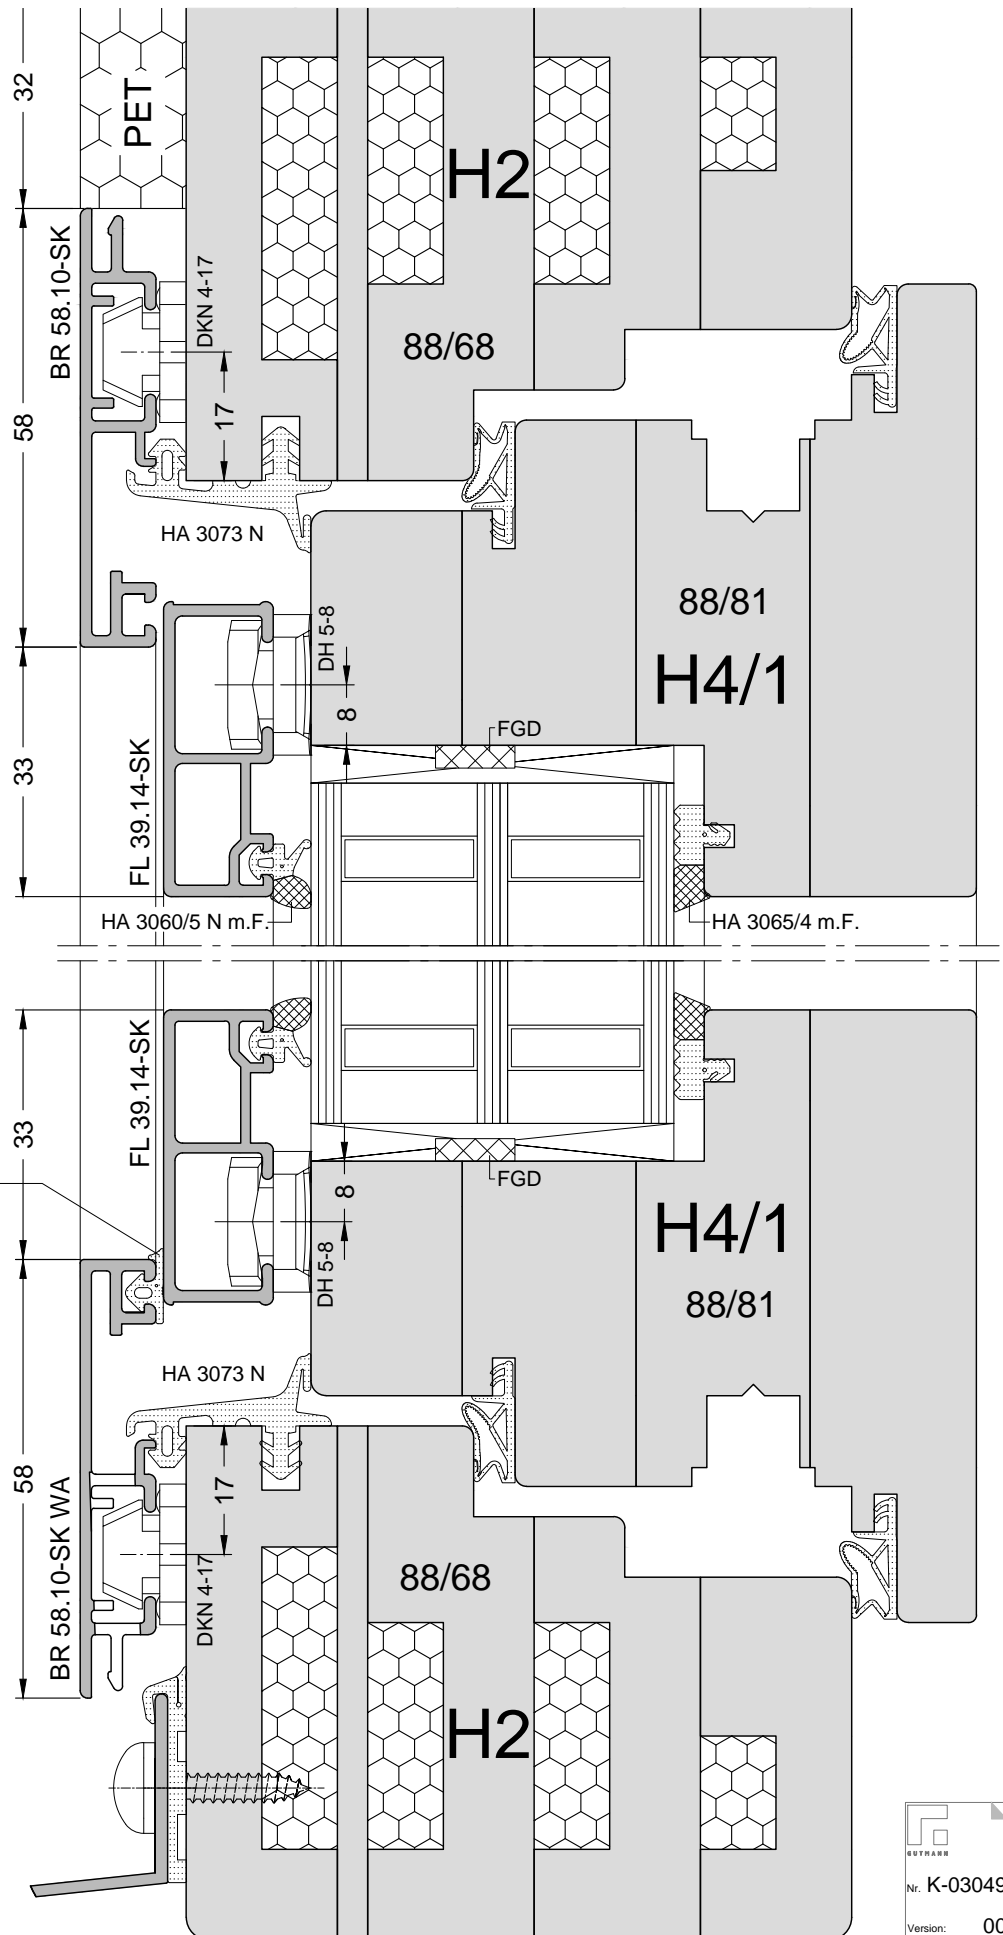 32
PET
H2
BR 58.10-SK
DKN 4-17
88/68
58
17
HA 3073 N
88/81
H4/1
DH 5-8
8
FGD
33
FL 39.14-SK
HA 3060/5 N m.F.
HA 3065/4 m.F.
33
FL 39.14-SK
8
FGD
DH 5-8
H4/1
88/81
HA 3073 N
58
17
BR 58.10-SK WA
DKN 4-17
88/68
H2
GUTMANN
Nr. K-03049
Version: 00